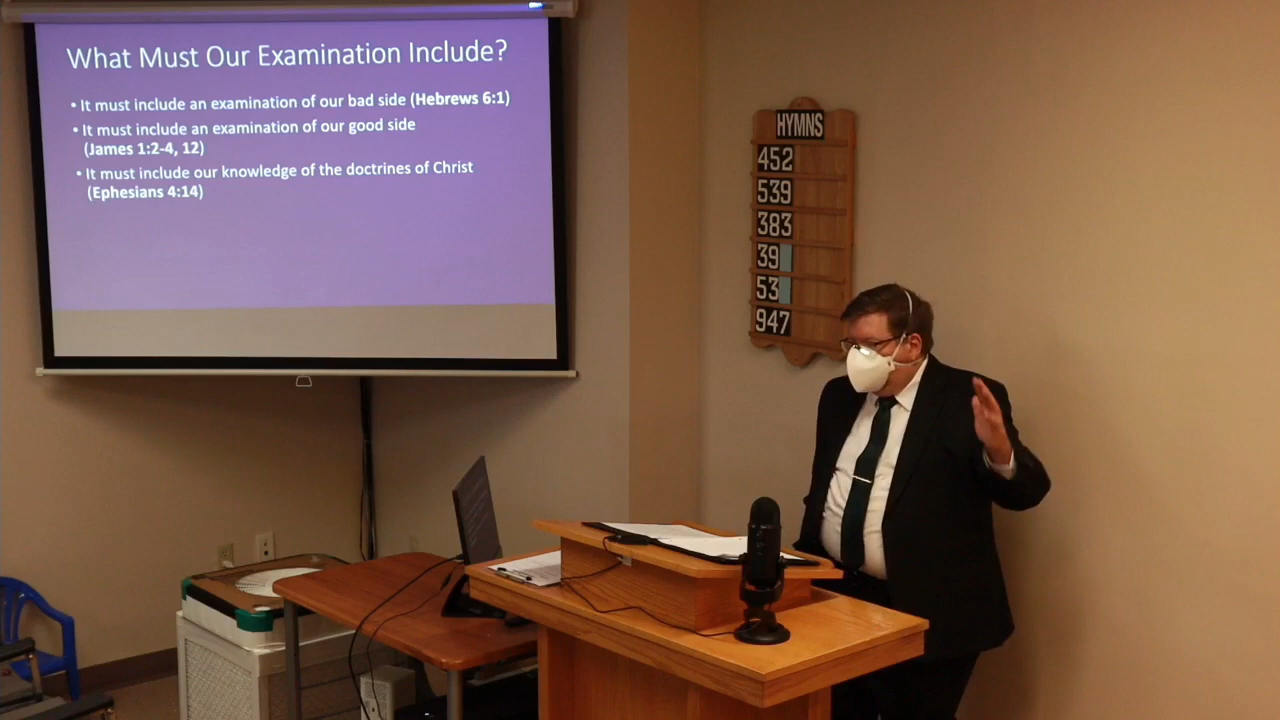 What Must Our Examination Include?
• It must include an examination of our bad side (Hebrews 6:1)
• It must include an examination of our good side
(James 1:2-4, 12)
• It must include our knowledge of the doctrines of Christ
(Ephesians 4:14)
HYMNS
452
539
383
39
53
947